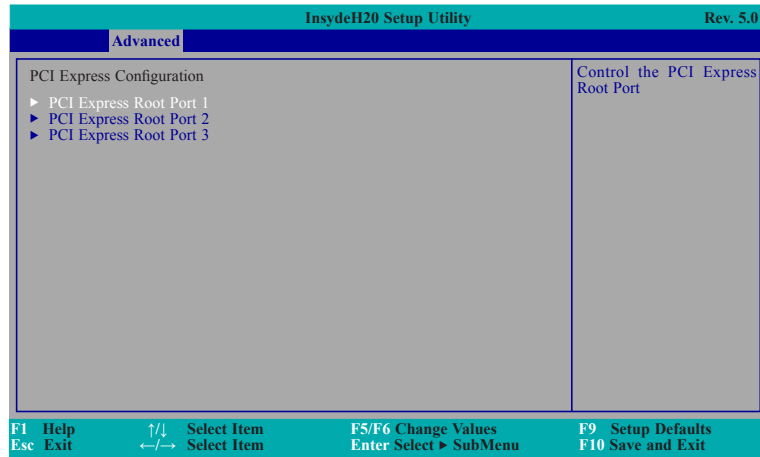 InsydeH20 Setup Utility Rev. 5.0
Advanced
PCI Express Configuration
► PCI Express Root Port 1
► PCI Express Root Port 2
► PCI Express Root Port 3
Control the PCI Express
Root Port
F1 Help ↑/↓ Select Item F5/F6 Change Values F9 Setup Defaults
Esc Exit ←/→ Select Item Enter Select ► SubMenu F10 Save and Exit